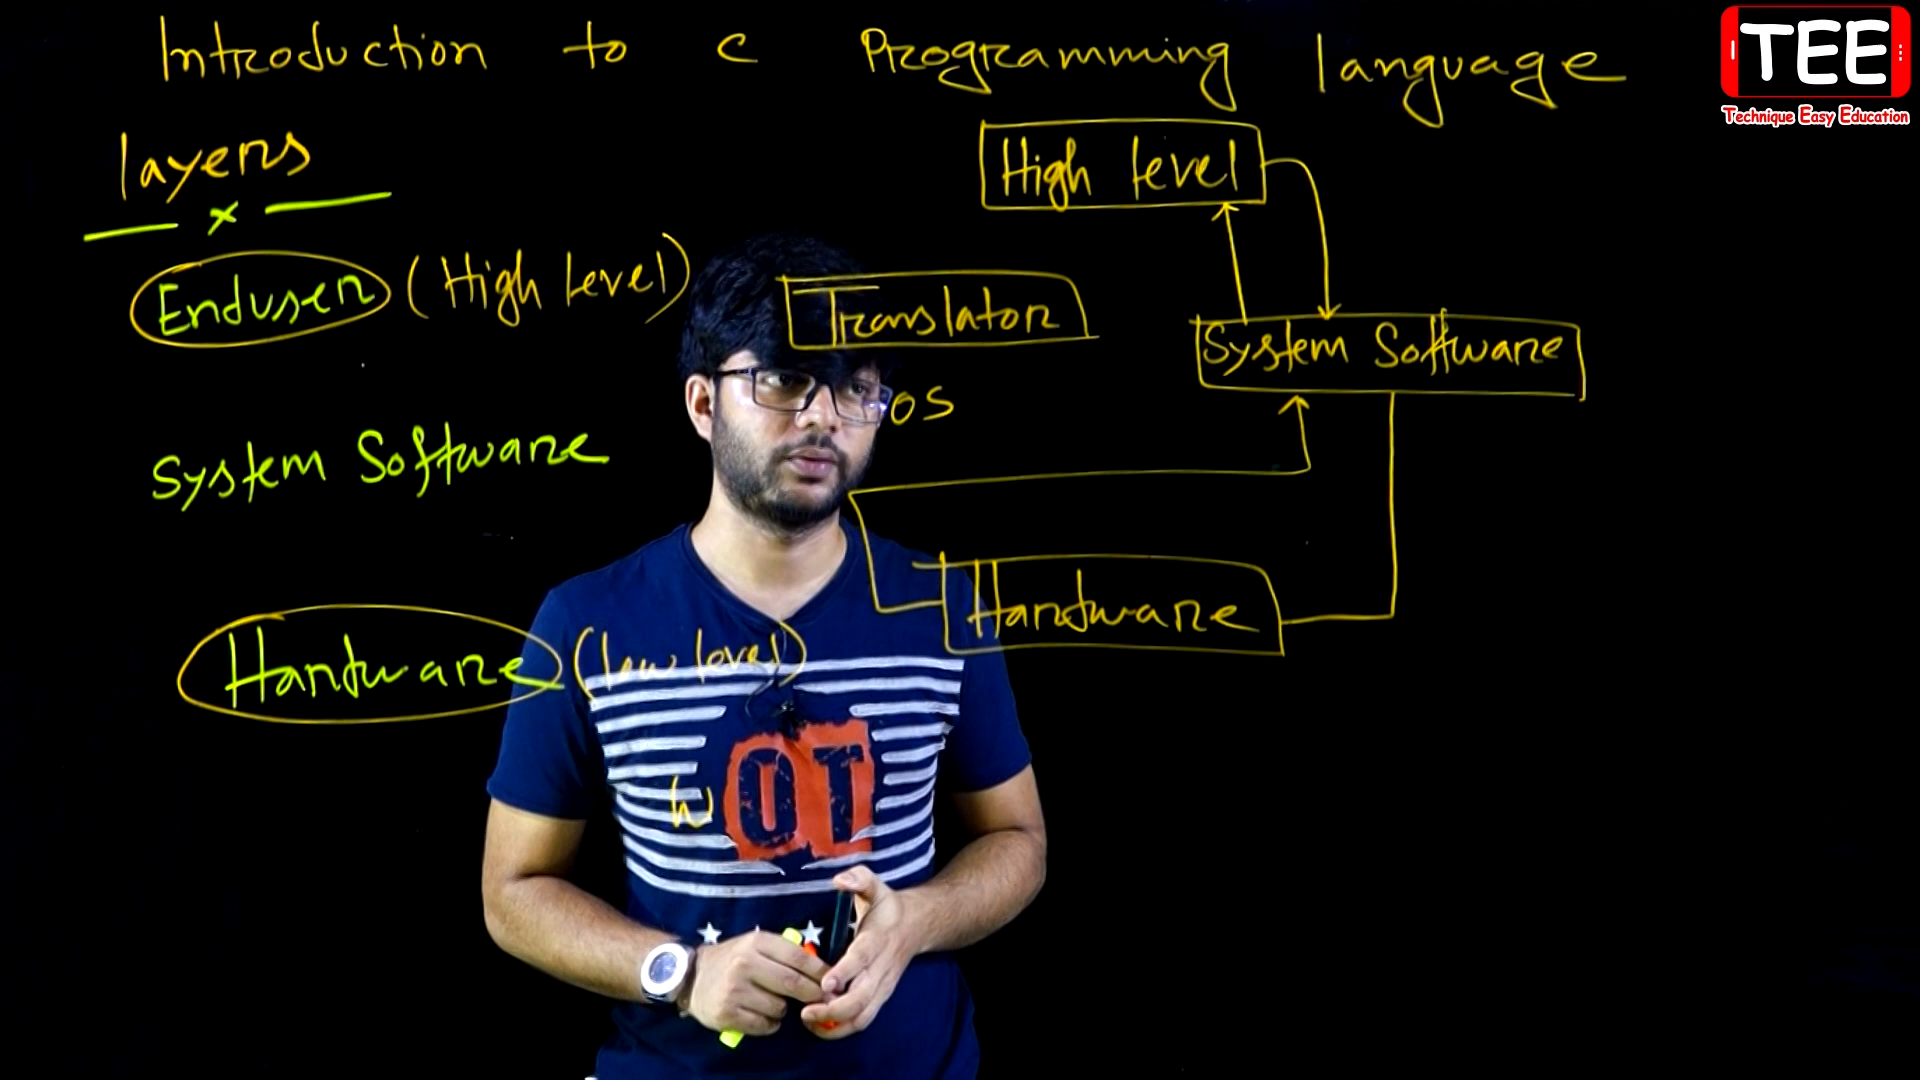 Introduction to C Programming language
TEE
Technique Easy Education
layers
High level
x
Enduser (High level)
Translator
System Software
OS
System Software
Hardware
Hardware (low level)
W
OT